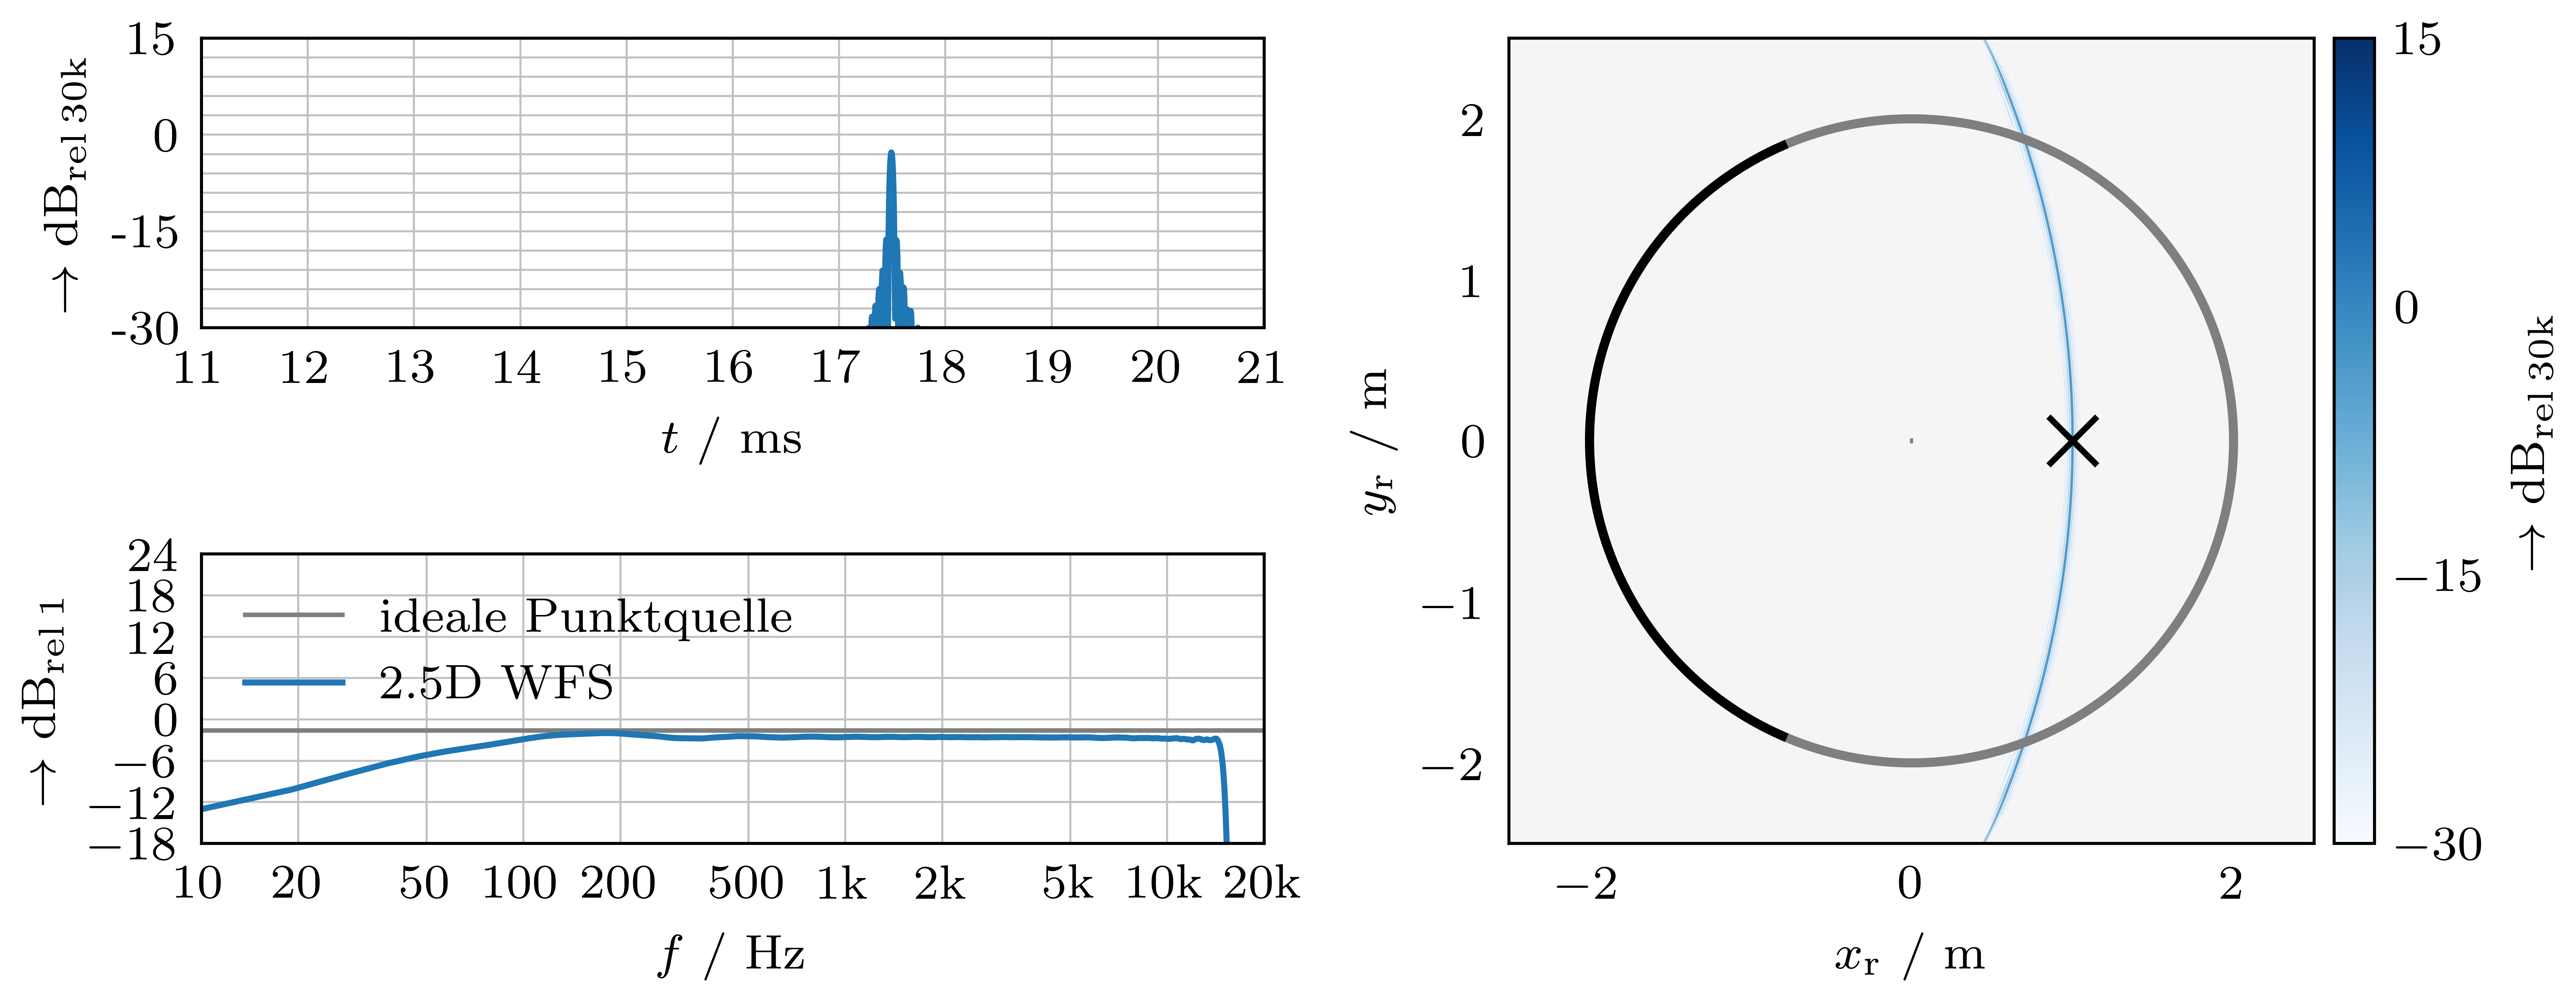 15
0
-15
-30
→ dB_rel 30k
11 12 13 14 15 16 17 18 19 20 21
t / ms
24
18
12
6
0
−6
−12
−18
→ dB_rel 1
ideale Punktquelle
2.5D WFS
10 20 50 100 200 500 1k 2k 5k 10k 20k
f / Hz
2
1
0
−1
−2
y_r / m
−2 0 2
x_r / m
15
0
−15
−30
→ dB_rel 30k